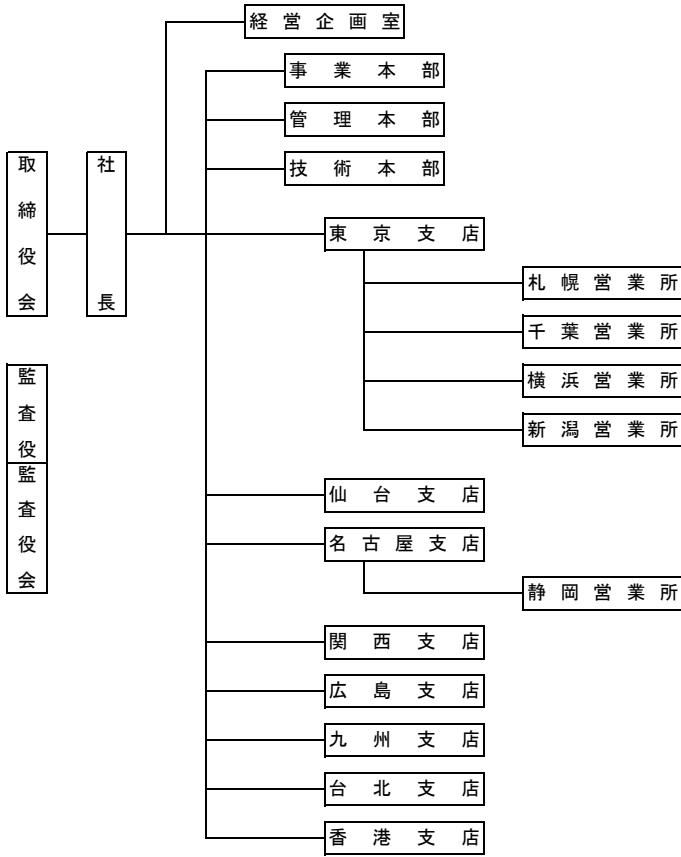 経営企画室
事業本部
管理本部
技術本部
取締役会
社長
東京支店
札幌営業所
千葉営業所
横浜営業所
新潟営業所
監査役
監査役会
仙台支店
名古屋支店
静岡営業所
関西支店
広島支店
九州支店
台北支店
香港支店